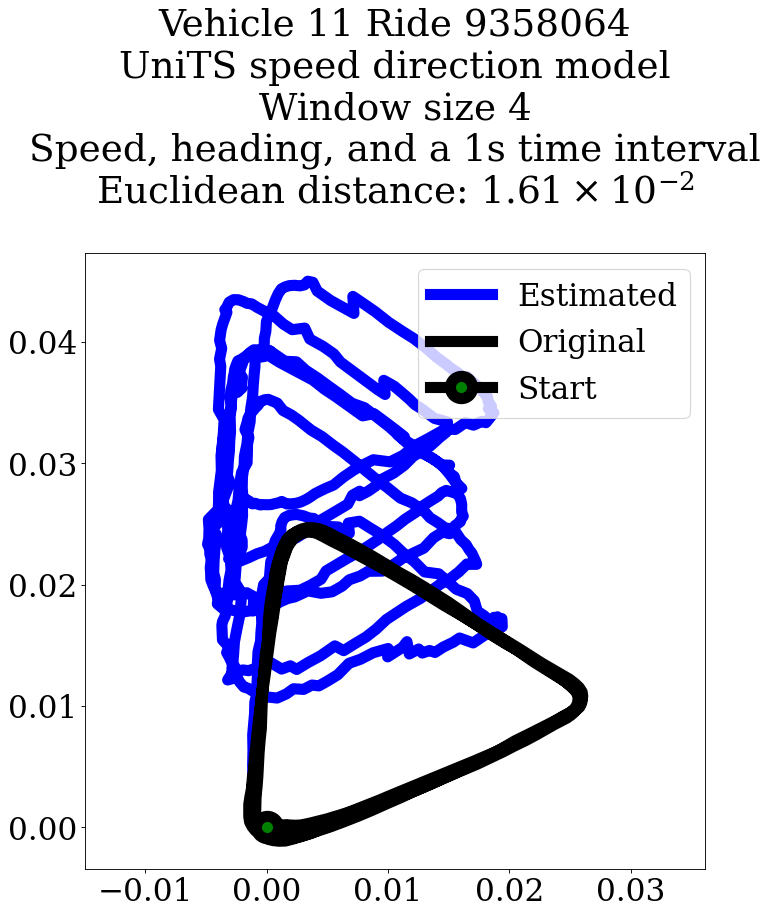 Vehicle 11 Ride 9358064
UniTS speed direction model
Window size 4
Speed, heading, and a 1s time interval
Euclidean distance: 1.61 × 10⁻²
Estimated
Original
Start
0.04
0.03
0.02
0.01
0.00
−0.01 0.00 0.01 0.02 0.03